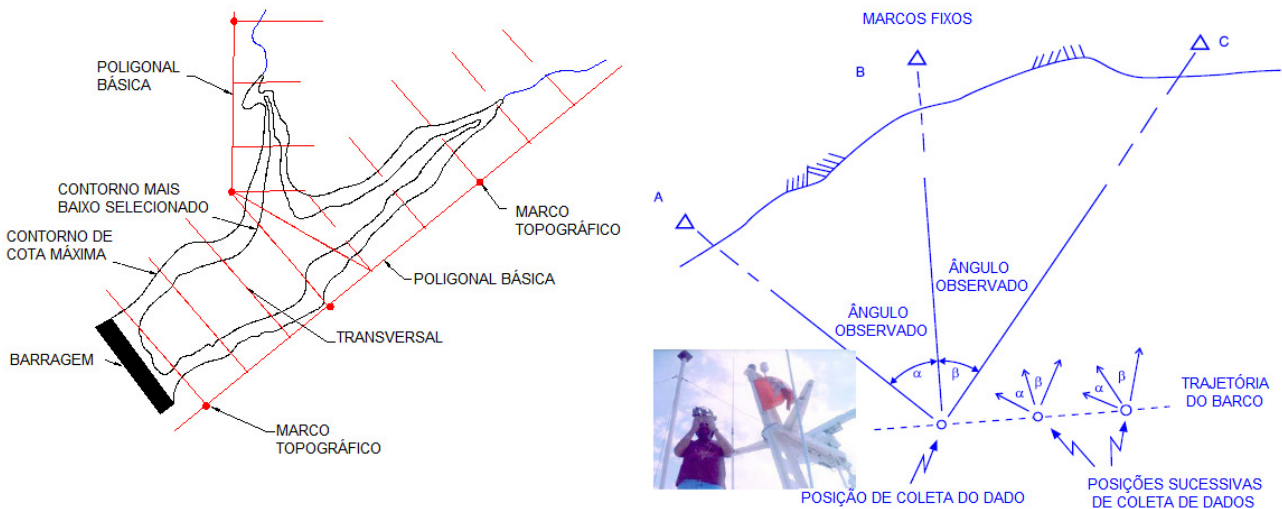 POLIGONAL
BÁSICA
CONTORNO MAIS
BAIXO SELECIONADO
CONTORNO DE
COTA MÁXIMA
BARRAGEM
MARCO
TOPOGRÁFICO
POLIGONAL BÁSICA
TRANSVERSAL
MARCO
TOPOGRÁFICO
MARCOS FIXOS
A
B
C
ÂNGULO
OBSERVADO
ÂNGULO
OBSERVADO
α
β
α
β
α
β
TRAJETÓRIA
DO BARCO
POSIÇÃO DE COLETA DO DADO
POSIÇÕES SUCESSIVAS
DE COLETA DE DADOS